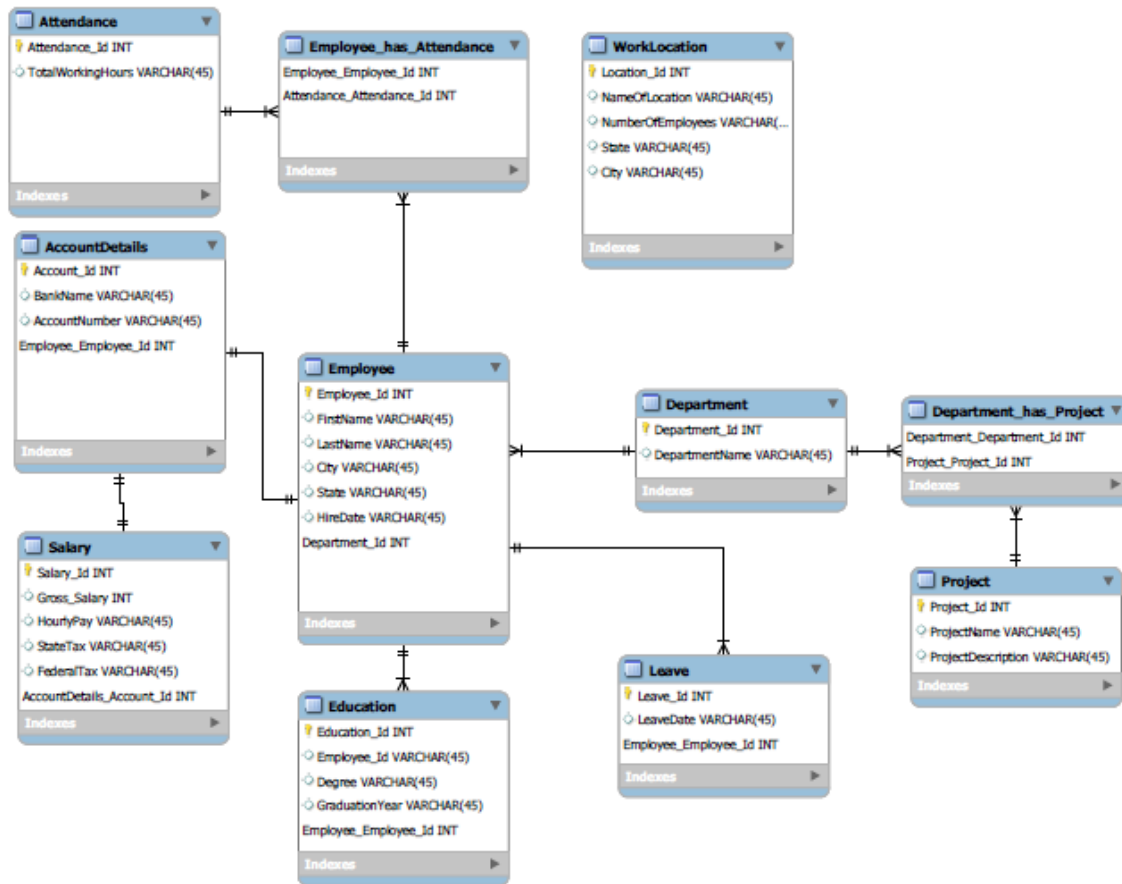 Attendance
Attendance_Id INT
TotalWorkingHours VARCHAR(45)
Indexes
Employee_has_Attendance
Employee_Employee_Id INT
Attendance_Attendance_Id INT
Indexes
WorkLocation
Location_Id INT
NameOfLocation VARCHAR(45)
NumberOfEmployees VARCHAR(...
State VARCHAR(45)
City VARCHAR(45)
Indexes
AccountDetails
Account_Id INT
BankName VARCHAR(45)
AccountNumber VARCHAR(45)
Employee_Employee_Id INT
Indexes
Employee
Employee_Id INT
FirstName VARCHAR(45)
LastName VARCHAR(45)
City VARCHAR(45)
State VARCHAR(45)
HireDate VARCHAR(45)
Department_Id INT
Indexes
Department
Department_Id INT
DepartmentName VARCHAR(45)
Indexes
Department_has_Project
Department_Department_Id INT
Project_Project_Id INT
Indexes
Salary
Salary_Id INT
Gross_Salary INT
HourlyPay VARCHAR(45)
StateTax VARCHAR(45)
FederalTax VARCHAR(45)
AccountDetails_Account_Id INT
Indexes
Project
Project_Id INT
ProjectName VARCHAR(45)
ProjectDescription VARCHAR(45)
Indexes
Education
Education_Id INT
Employee_Id VARCHAR(45)
Degree VARCHAR(45)
GraduationYear VARCHAR(45)
Employee_Employee_Id INT
Indexes
Leave
Leave_Id INT
LeaveDate VARCHAR(45)
Employee_Employee_Id INT
Indexes